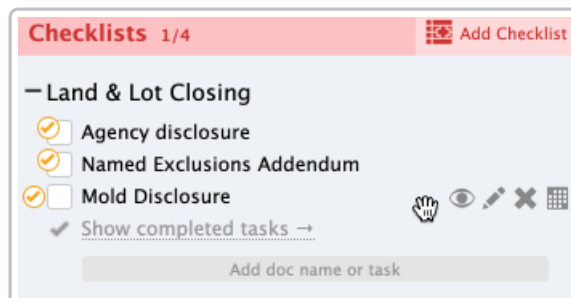 Checklists 1/4
Add Checklist
Land & Lot Closing
Agency disclosure
Named Exclusions Addendum
Mold Disclosure
Show completed tasks →
Add doc name or task